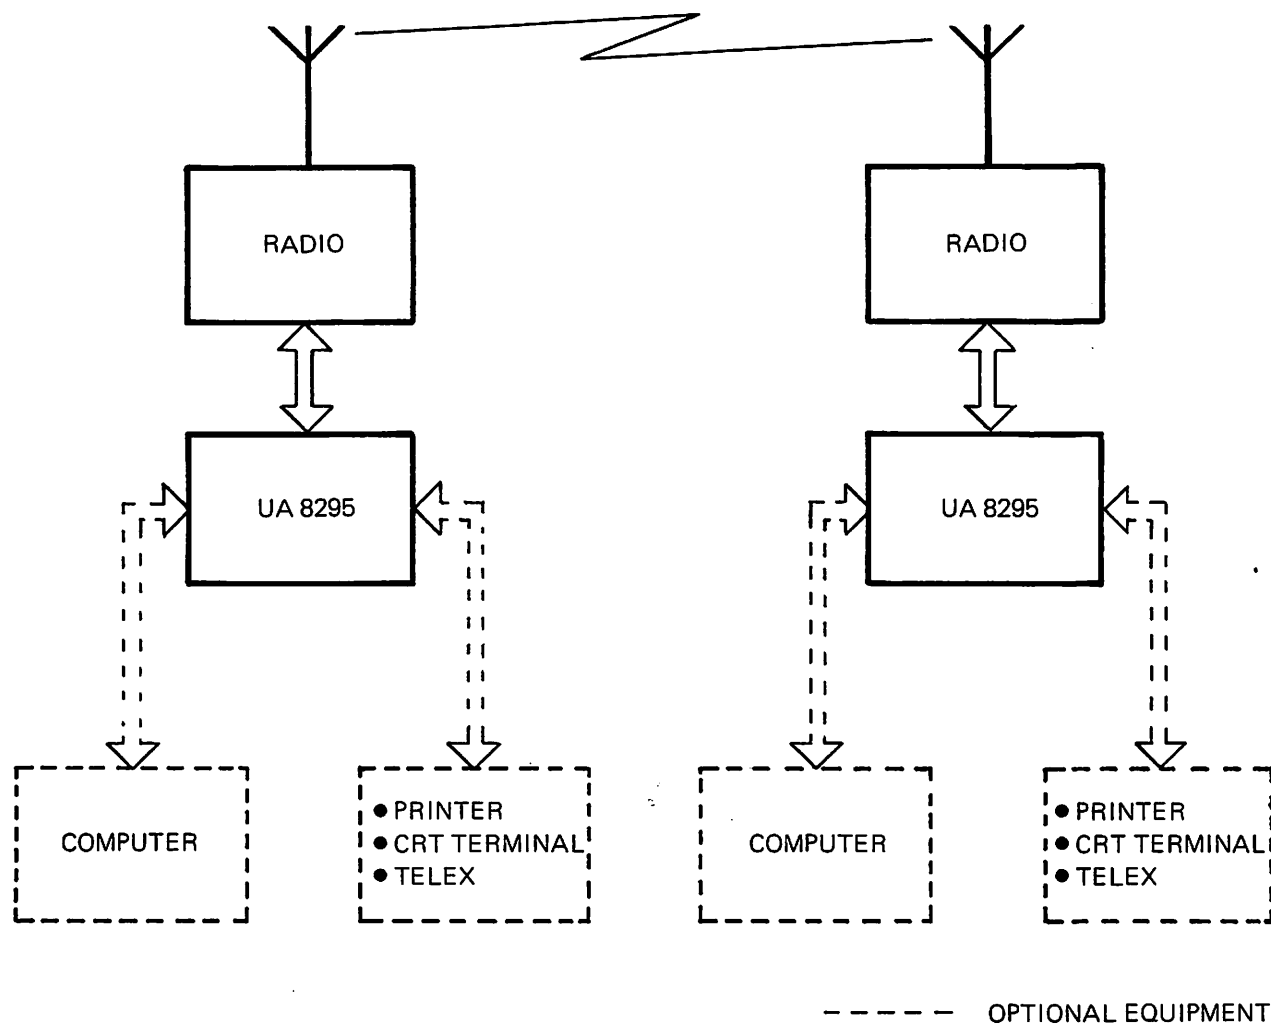 RADIO
RADIO
UA 8295
UA 8295
COMPUTER
● PRINTER
● CRT TERMINAL
● TELEX
COMPUTER
● PRINTER
● CRT TERMINAL
● TELEX
OPTIONAL EQUIPMENT